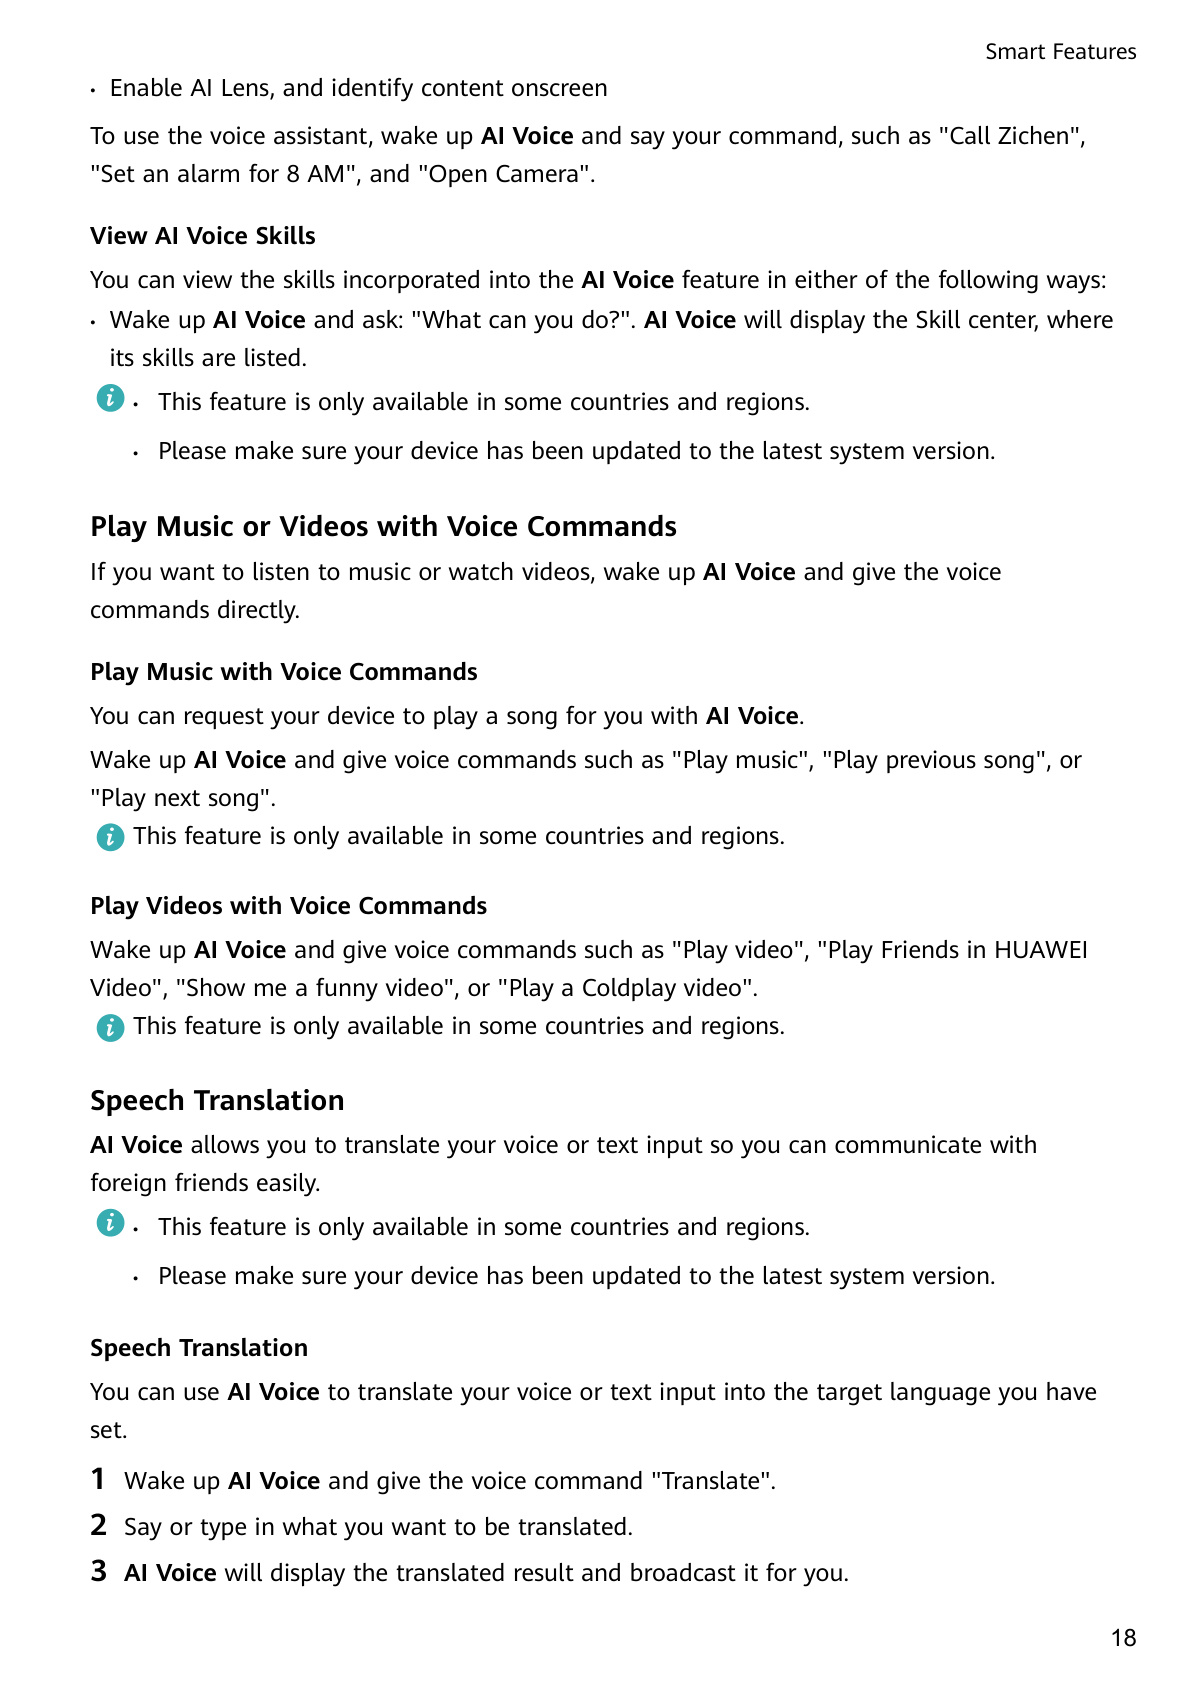 Smart Features
• Enable AI Lens, and identify content onscreen
To use the voice assistant, wake up AI Voice and say your command, such as "Call Zichen",
"Set an alarm for 8 AM", and "Open Camera".
View AI Voice Skills
You can view the skills incorporated into the AI Voice feature in either of the following ways:
• Wake up AI Voice and ask: "What can you do?". AI Voice will display the Skill center, where
its skills are listed.
• This feature is only available in some countries and regions.
• Please make sure your device has been updated to the latest system version.
Play Music or Videos with Voice Commands
If you want to listen to music or watch videos, wake up AI Voice and give the voice
commands directly.
Play Music with Voice Commands
You can request your device to play a song for you with AI Voice.
Wake up AI Voice and give voice commands such as "Play music", "Play previous song", or
"Play next song".
This feature is only available in some countries and regions.
Play Videos with Voice Commands
Wake up AI Voice and give voice commands such as "Play video", "Play Friends in HUAWEI
Video", "Show me a funny video", or "Play a Coldplay video".
This feature is only available in some countries and regions.
Speech Translation
AI Voice allows you to translate your voice or text input so you can communicate with
foreign friends easily.
• This feature is only available in some countries and regions.
• Please make sure your device has been updated to the latest system version.
Speech Translation
You can use AI Voice to translate your voice or text input into the target language you have
set.
1 Wake up AI Voice and give the voice command "Translate".
2 Say or type in what you want to be translated.
3 AI Voice will display the translated result and broadcast it for you.
18